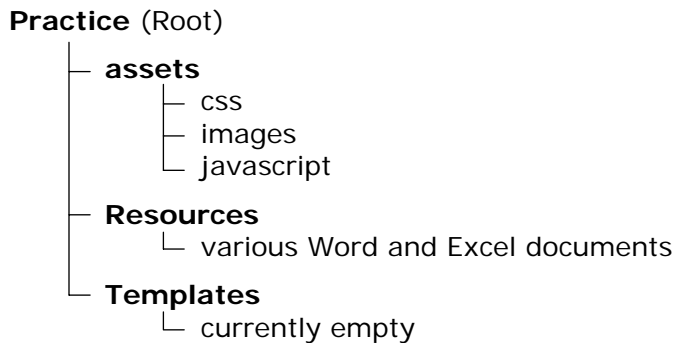 Practice (Root)
assets
css
images
javascript
Resources
various Word and Excel documents
Templates
currently empty